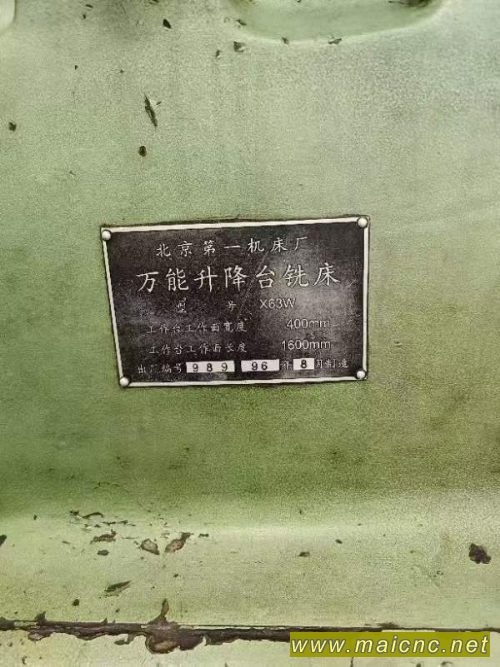 北京第一机床厂
万能升降台铣床
型 号 X63W
工作台工作面宽度 400mm
工作台工作面长度 1600mm
出厂编号 989 96 年 8 月制造
www.maicnc.net